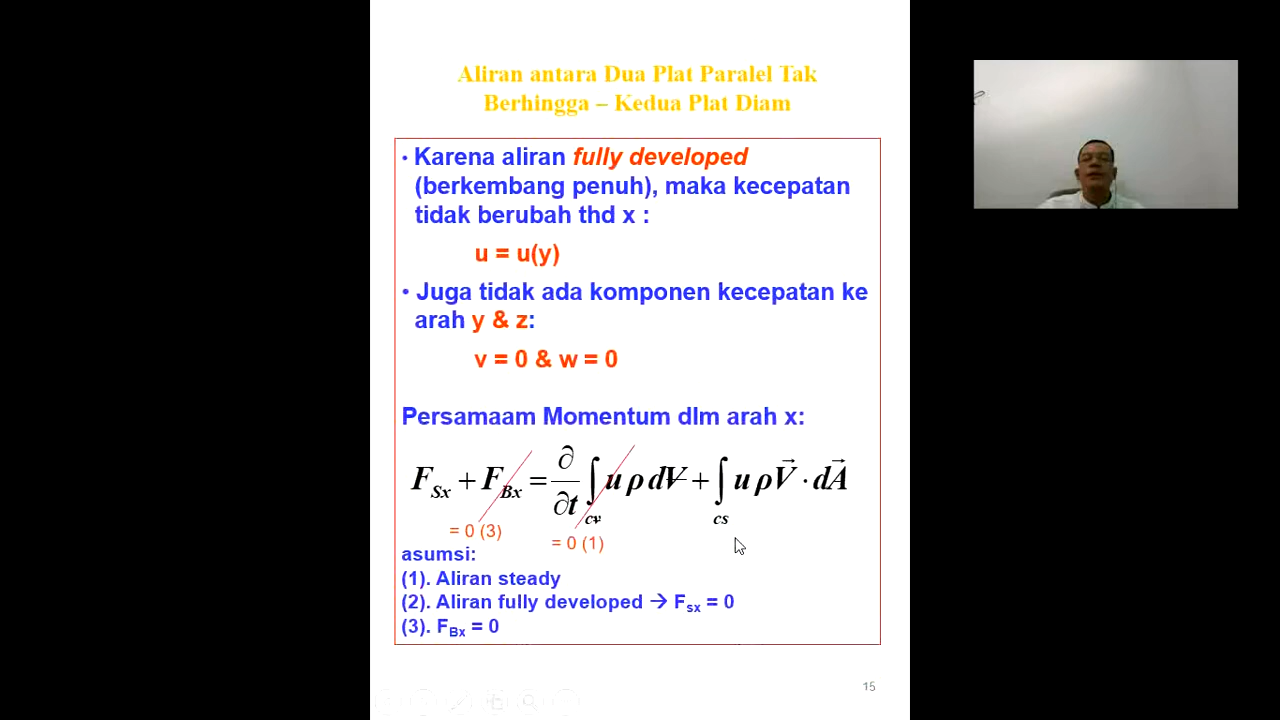 Aliran antara Dua Plat Paralel Tak
Berhingga – Kedua Plat Diam
• Karena aliran fully developed
(berkembang penuh), maka kecepatan
tidak berubah thd x :
u = u(y)
• Juga tidak ada komponen kecepatan ke
arah y & z:
v = 0 & w = 0
Persamaam Momentum dlm arah x:
F_Sx + F_Bx = ∂/∂t ∫_CV u ρ dV + ∫_CS u ρ V⃗ · dA⃗
= 0 (3)
= 0 (1)
asumsi:
(1). Aliran steady
(2). Aliran fully developed → F_sx = 0
(3). F_Bx = 0
15